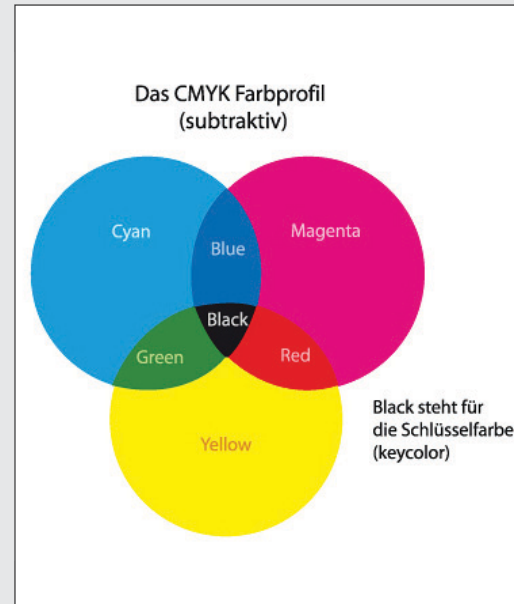 Das CMYK Farbprofil
(subtraktiv)
Cyan
Magenta
Blue
Black
Green
Red
Yellow
Black steht für
die Schlüsselfarbe
(keycolor)